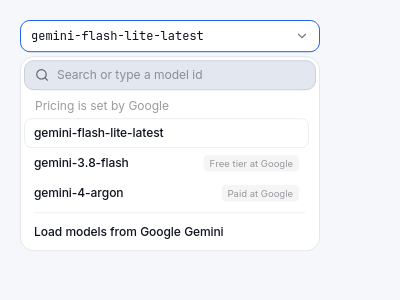 gemini-flash-lite-latest
Search or type a model id
Pricing is set by Google
gemini-flash-lite-latest
gemini-3.8-flash Free tier at Google
gemini-4-argon Paid at Google
Load models from Google Gemini